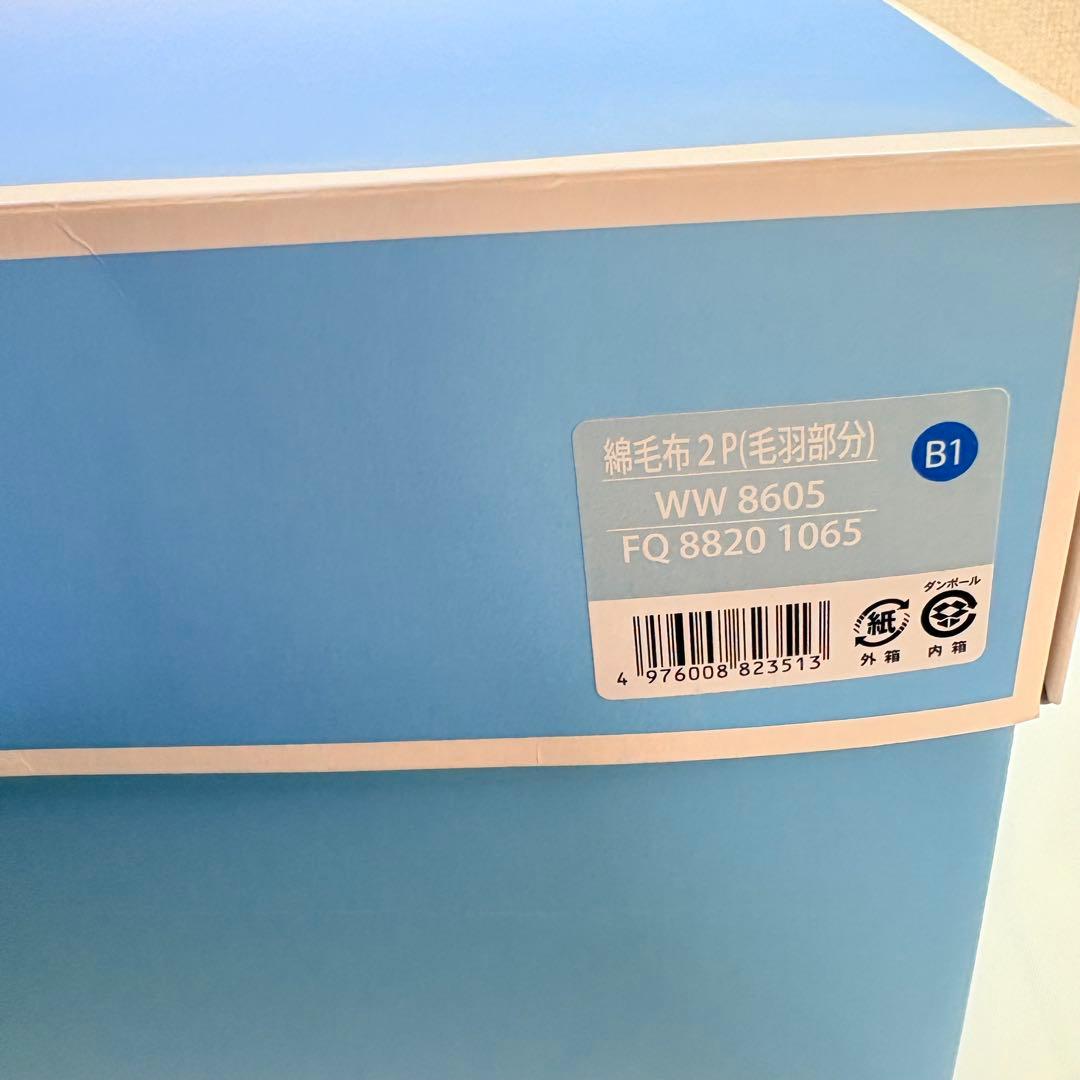 綿毛布2P(毛羽部分)
B1
WW 8605
FQ 8820 1065
4 976008 823513
紙
外箱
ダンボール
内箱